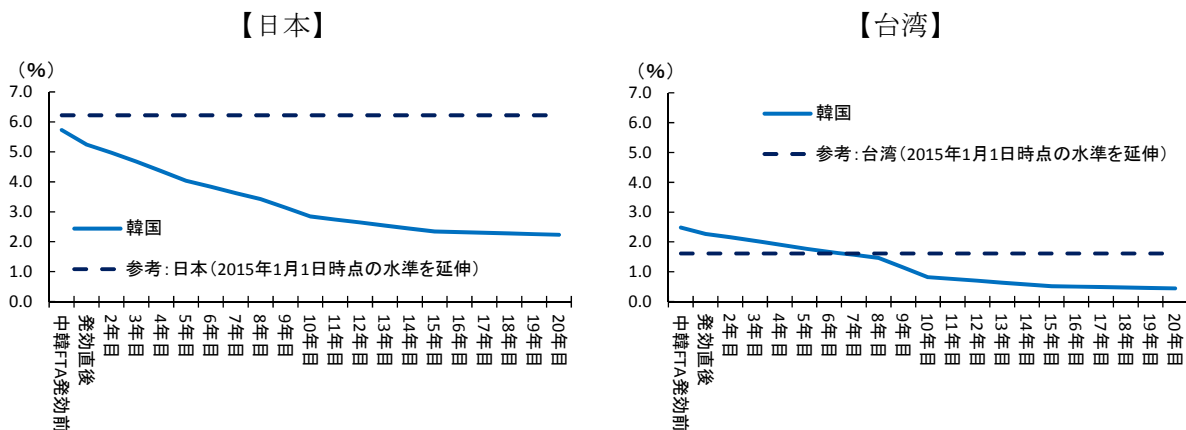 【日本】
(%)
7.0
6.0
5.0
4.0
3.0
2.0
1.0
0.0
韓国
参考:日本(2015年1月1日時点の水準を延伸)
中韓FTA発効前
発効直後
2年目
3年目
4年目
5年目
6年目
7年目
8年目
9年目
10年目
11年目
12年目
13年目
14年目
15年目
16年目
17年目
18年目
19年目
20年目
【台湾】
(%)
7.0
6.0
5.0
4.0
3.0
2.0
1.0
0.0
韓国
参考:台湾(2015年1月1日時点の水準を延伸)
中韓FTA発効前
発効直後
2年目
3年目
4年目
5年目
6年目
7年目
8年目
9年目
10年目
11年目
12年目
13年目
14年目
15年目
16年目
17年目
18年目
19年目
20年目